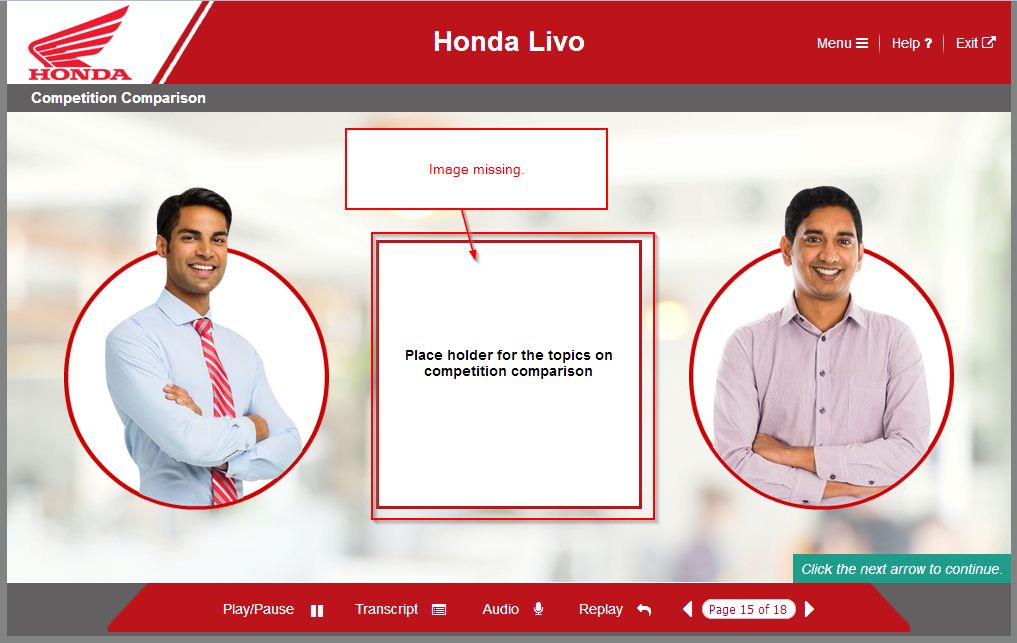 HONDA
Honda Livo
Menu
Help ?
Exit
Competition Comparison
Image missing.
Place holder for the topics on
competition comparison
Click the next arrow to continue.
Play/Pause
Transcript
Audio
Replay
Page 15 of 18